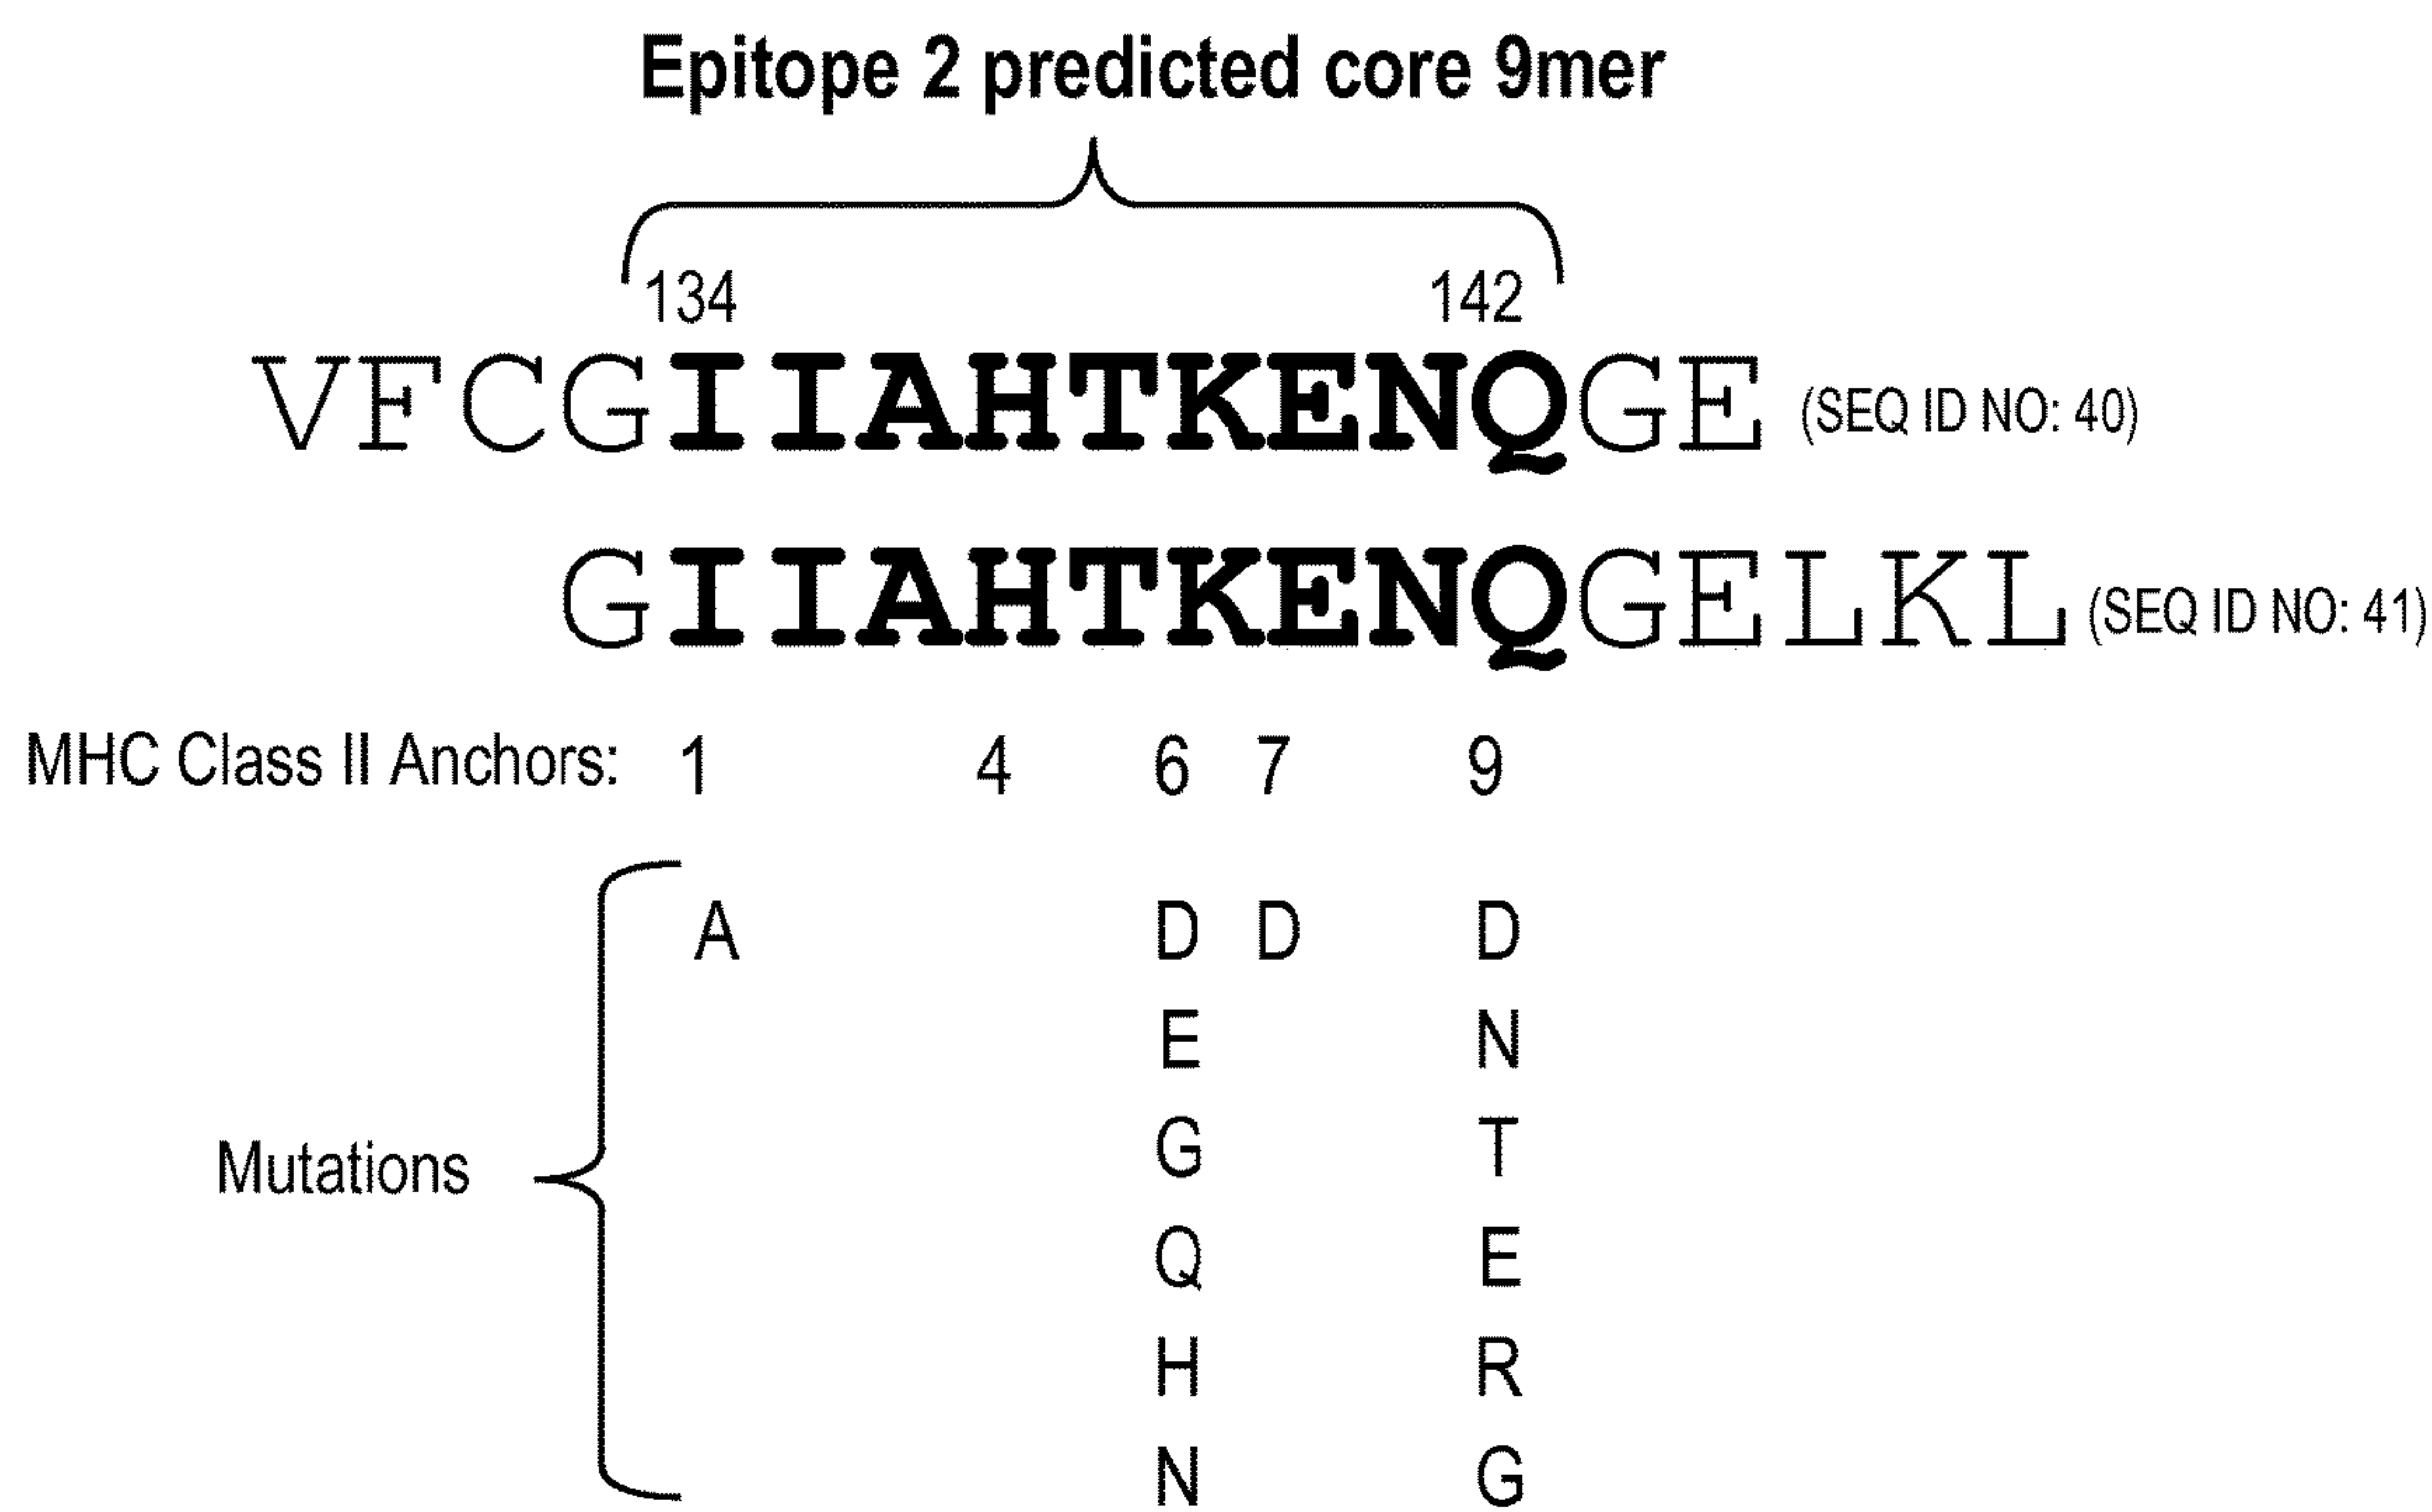 Epitope 2 predicted core 9mer
134 142
VFCGIIAHTKENQGE (SEQ ID NO: 40)
GIIAHTKENQGELKL (SEQ ID NO: 41)
MHC Class II Anchors: 1 4 6 7 9
A D D D
E N
G T
Mutations
Q E
H R
N G